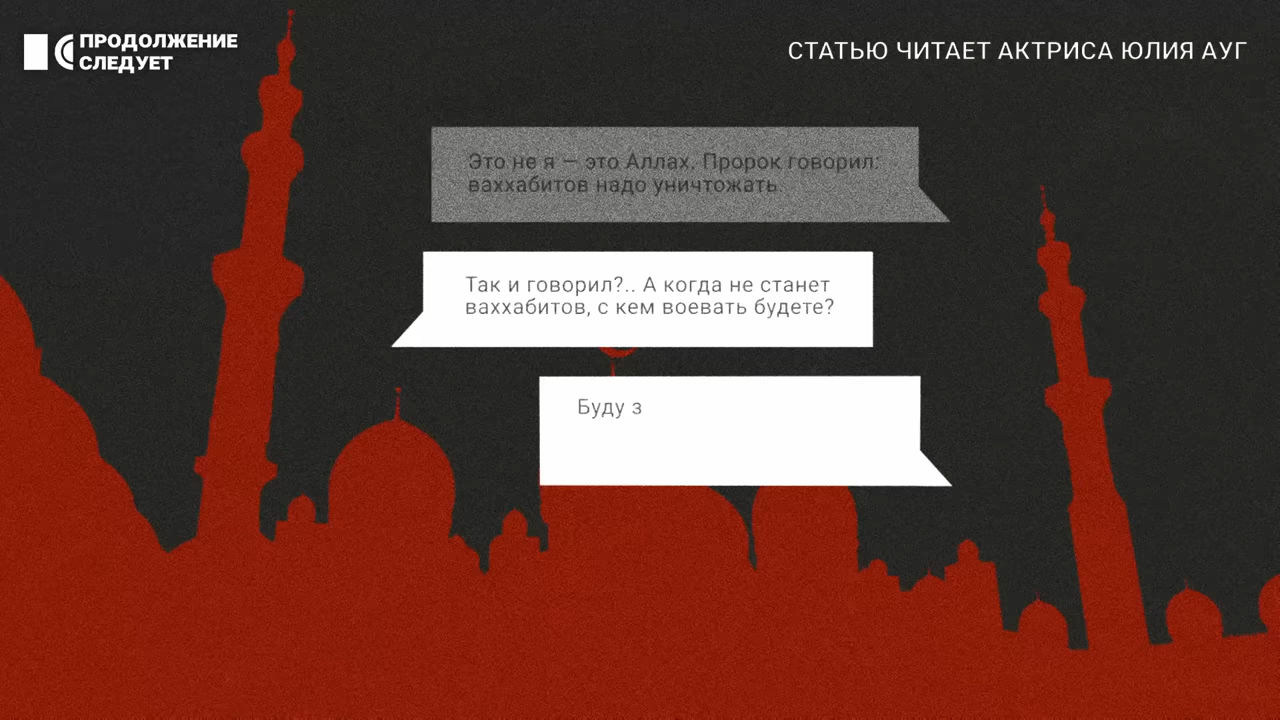 ПРОДОЛЖЕНИЕ
СЛЕДУЕТ
СТАТЬЮ ЧИТАЕТ АКТРИСА ЮЛИЯ АУГ
Это не я — это Аллах. Пророк говорил:
ваххабитов надо уничтожать.
Так и говорил?.. А когда не станет
ваххабитов, с кем воевать будете?
Буду з